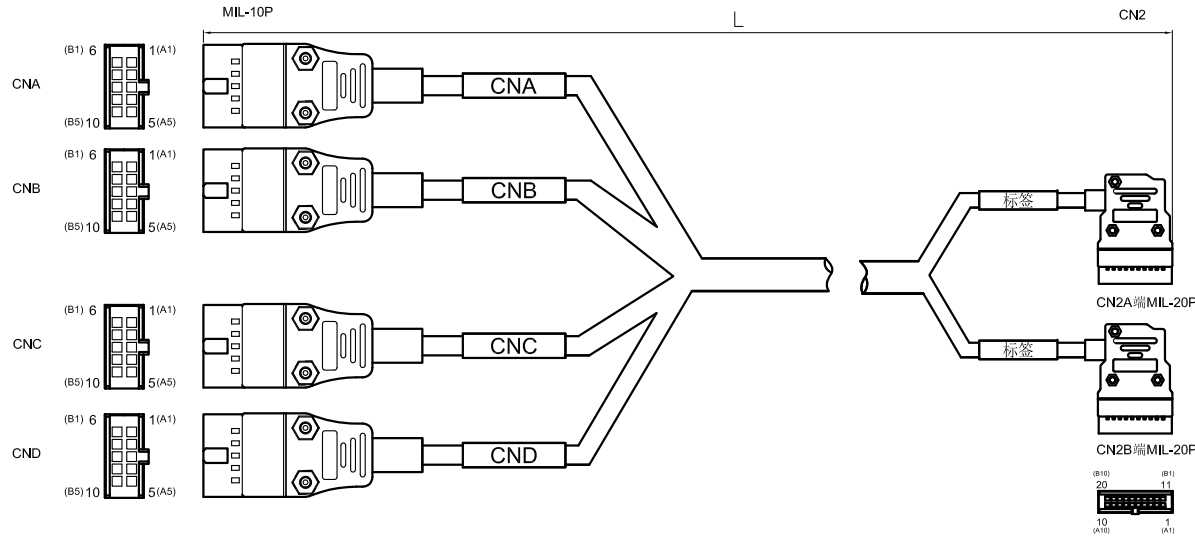 MIL-10P
L
CN2
(B1) 6 1(A1)
CNA
CNA
(B5) 10 5(A5)
(B1) 6 1(A1)
CNB
CNB
(B5) 10 5(A5)
标签
CN2A端MIL-20P
(B1) 6 1(A1)
CNC
CNC
(B5) 10 5(A5)
标签
(B1) 6 1(A1)
CND
CND
(B5) 10 5(A5)
CN2B端MIL-20P
(B10) (B1)
20 11
10 1
(A10) (A1)